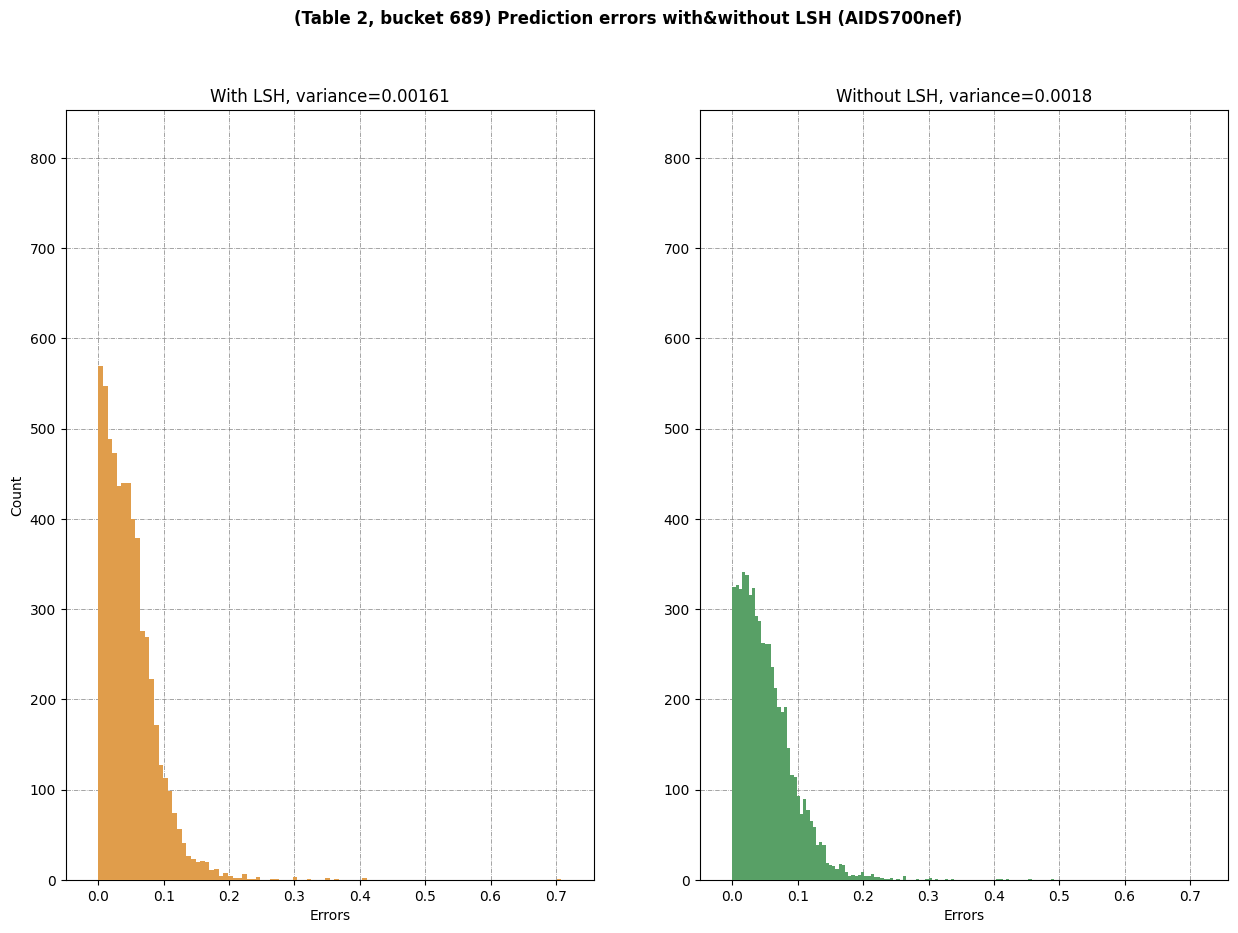 (Table 2, bucket 689) Prediction errors with&without LSH (AIDS700nef)
With LSH, variance=0.00161
800
700
600
500
400
300
200
100
0
Count
0.0 0.1 0.2 0.3 0.4 0.5 0.6 0.7
Errors
Without LSH, variance=0.0018
800
700
600
500
400
300
200
100
0
0.0 0.1 0.2 0.3 0.4 0.5 0.6 0.7
Errors